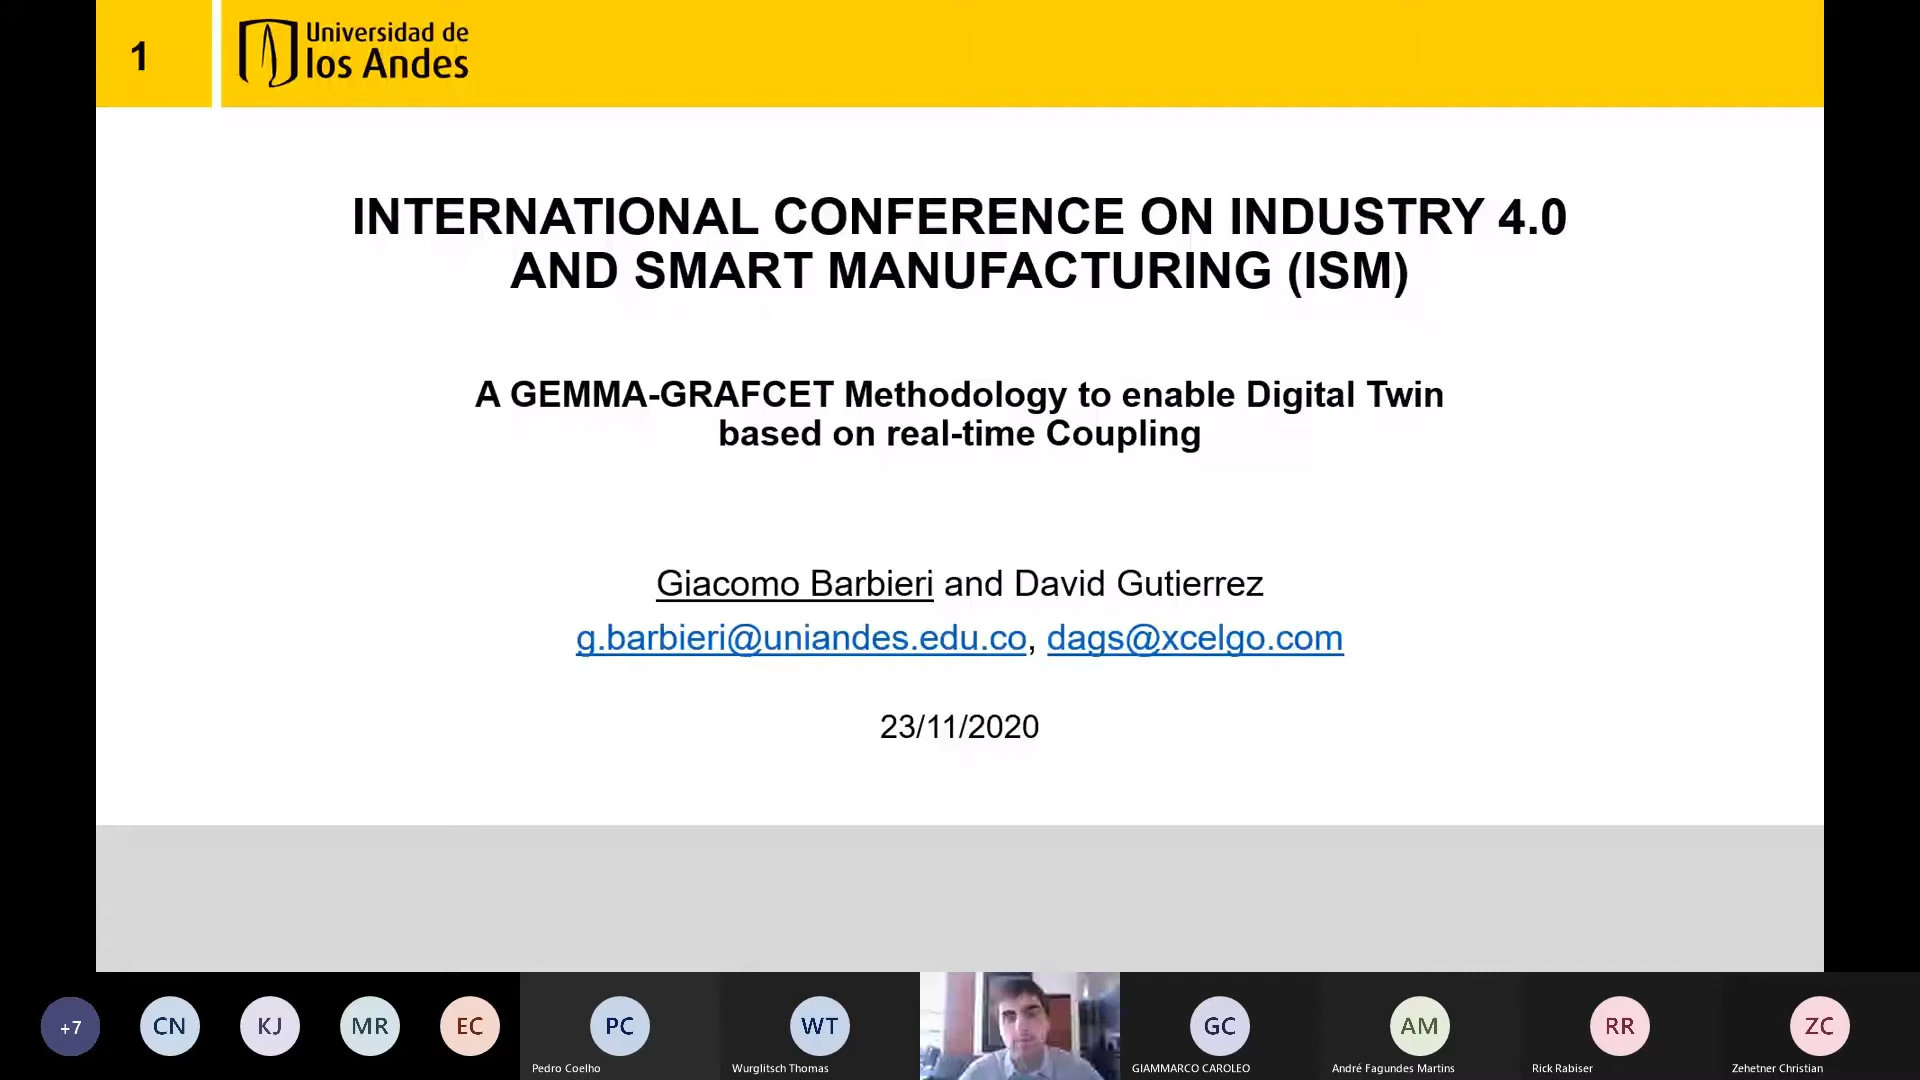 1
Universidad de
los Andes
INTERNATIONAL CONFERENCE ON INDUSTRY 4.0
AND SMART MANUFACTURING (ISM)
A GEMMA-GRAFCET Methodology to enable Digital Twin
based on real-time Coupling
Giacomo Barbieri and David Gutierrez
g.barbieri@uniandes.edu.co, dags@xcelgo.com
23/11/2020
+7
CN
KJ
MR
EC
PC
WT
GC
AM
RR
ZC
Pedro Coelho
Wurglitsch Thomas
GIAMMARCO CAROLEO
André Fagundes Martins
Rick Rabiser
Zehetner Christian